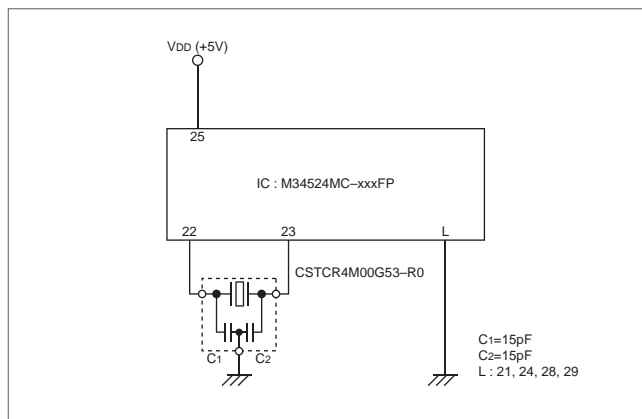 VDD (+5V)
25
IC : M34524MC–xxxFP
22
23
L
CSTCR4M00G53–R0
C1
C2
C1=15pF
C2=15pF
L : 21, 24, 28, 29